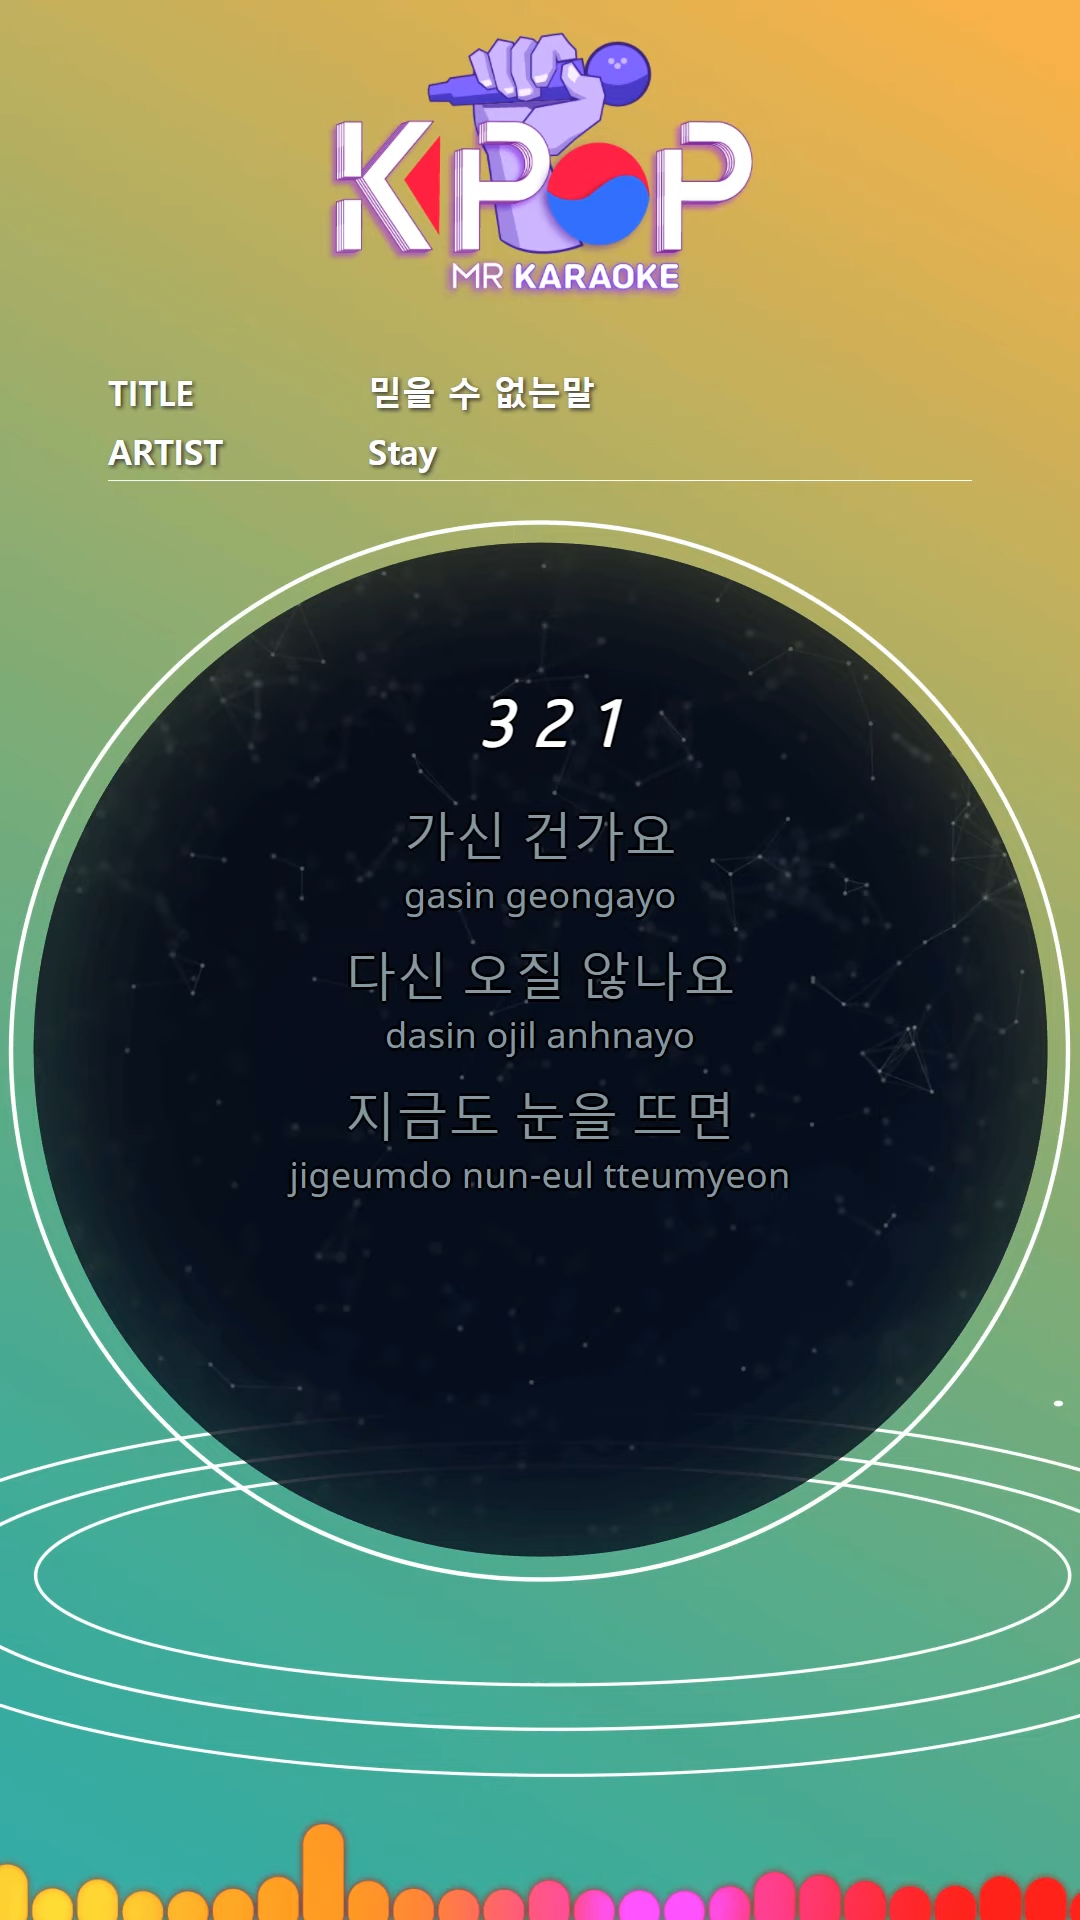 KPOP
MR KARAOKE
TITLE 믿을 수 없는말
ARTIST Stay
3 2 1
가신 건가요
gasin geongayo
다신 오질 않나요
dasin ojil anhnayo
지금도 눈을 뜨면
jigeumdo nun-eul tteumyeon